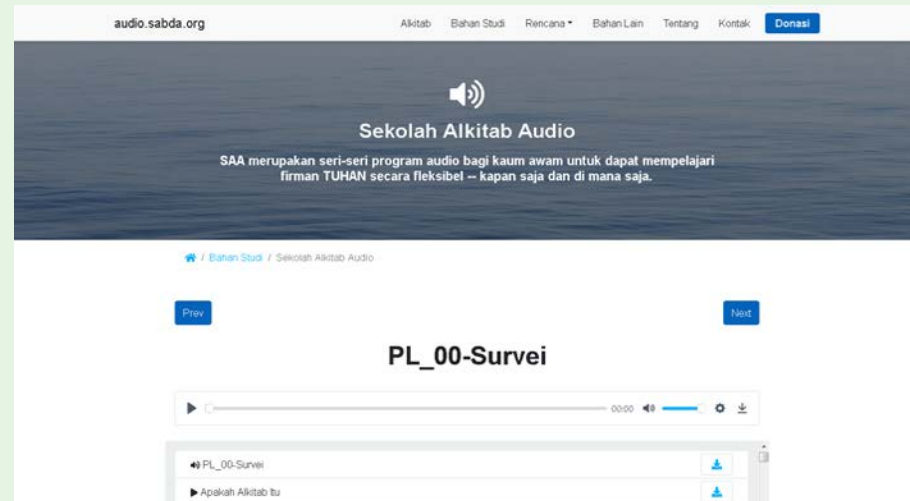 audio.sabda.org Alkitab Bahan Studi Rencana Bahan Lain Tentang Kontak Donasi
Sekolah Alkitab Audio
SAA merupakan seri-seri program audio bagi kaum awam untuk dapat mempelajari
firman TUHAN secara fleksibel -- kapan saja dan di mana saja.
/ Bahan Studi / Sekolah Alkitab Audio
Prev Next
PL_00-Survei
00:00
PL_00-Survei
Apakah Alkitab Itu